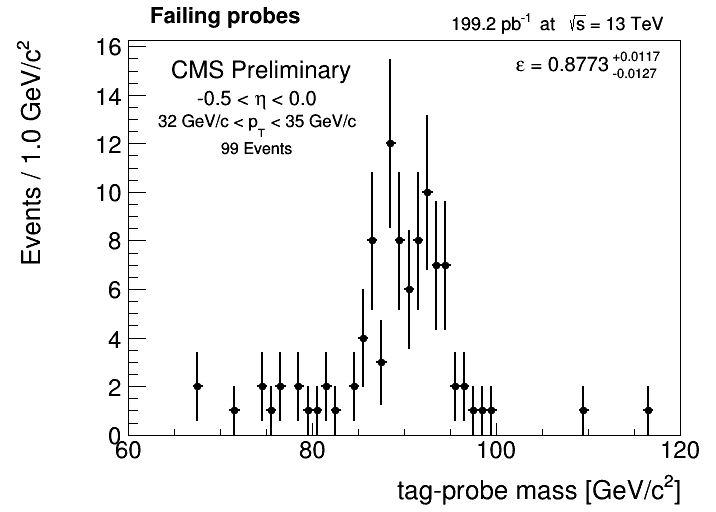 Failing probes
199.2 pb⁻¹ at √s = 13 TeV
CMS Preliminary
-0.5 < η < 0.0
32 GeV/c < p_T < 35 GeV/c
99 Events
ε = 0.8773 +0.0117 -0.0127
Events / 1.0 GeV/c²
16
14
12
10
8
6
4
2
0
60 80 100 120
tag-probe mass [GeV/c²]